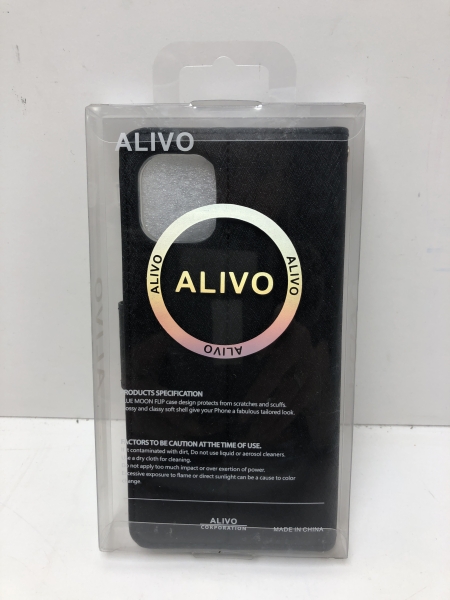 ALIVO
ALIVO
ALIVO
ALIVO
ALIVO
RODUCTS SPECIFICATION
UE MOON FLIP case design protects from scratches and scuffs.
ossy and classy soft shell give your Phone a fabulous tailored look.
ACTORS TO BE CAUTION AT THE TIME OF USE.
t contaminated with dirt, Do not use liquid or aerosol cleaners.
e a dry cloth for cleaning.
not apply too much impact or over exertion of power.
cessive exposure to flame or direct sunlight can be a cause to color
ange.
ALIVO
CORPORATION
MADE IN CHINA